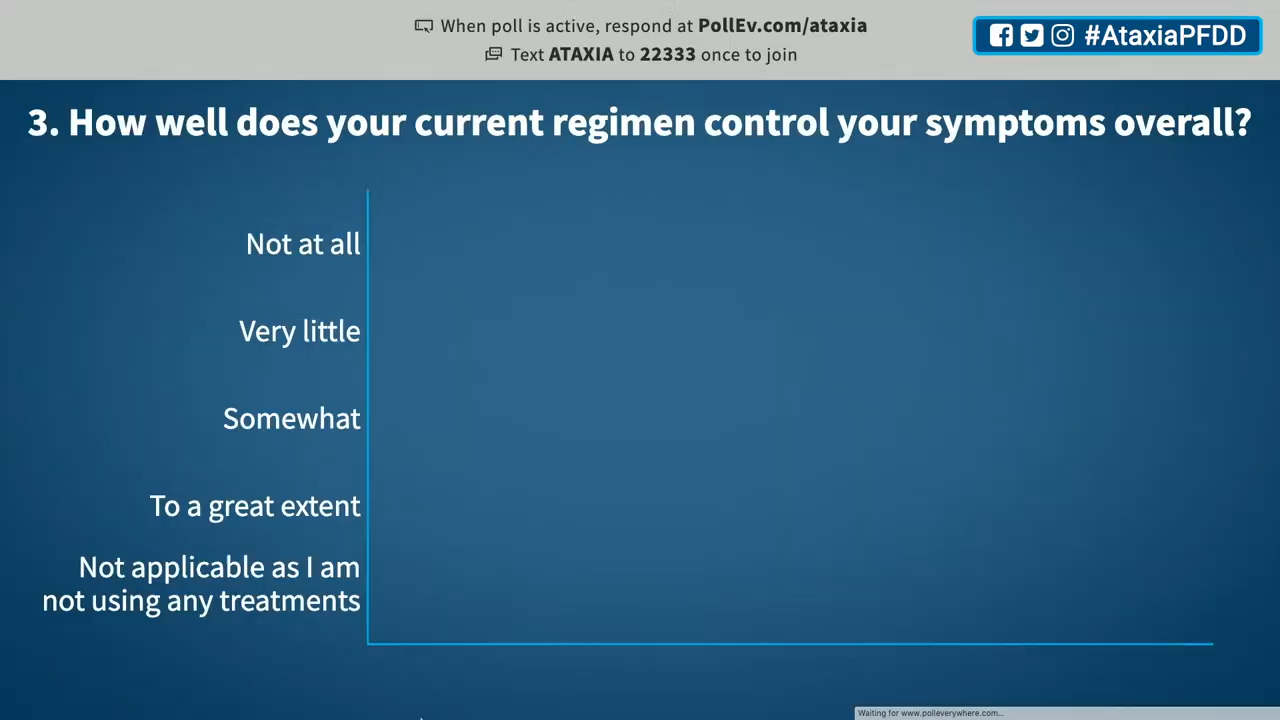 When poll is active, respond at PollEv.com/ataxia
Text ATAXIA to 22333 once to join
#AtaxiaPFDD
3. How well does your current regimen control your symptoms overall?
Not at all
Very little
Somewhat
To a great extent
Not applicable as I am
not using any treatments
Waiting for www.polleverywhere.com...